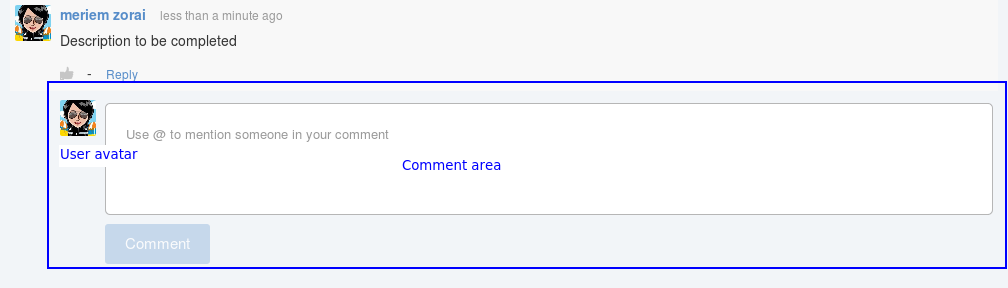 meriem zorai less than a minute ago
Description to be completed
- Reply
Use @ to mention someone in your comment
User avatar
Comment area
Comment